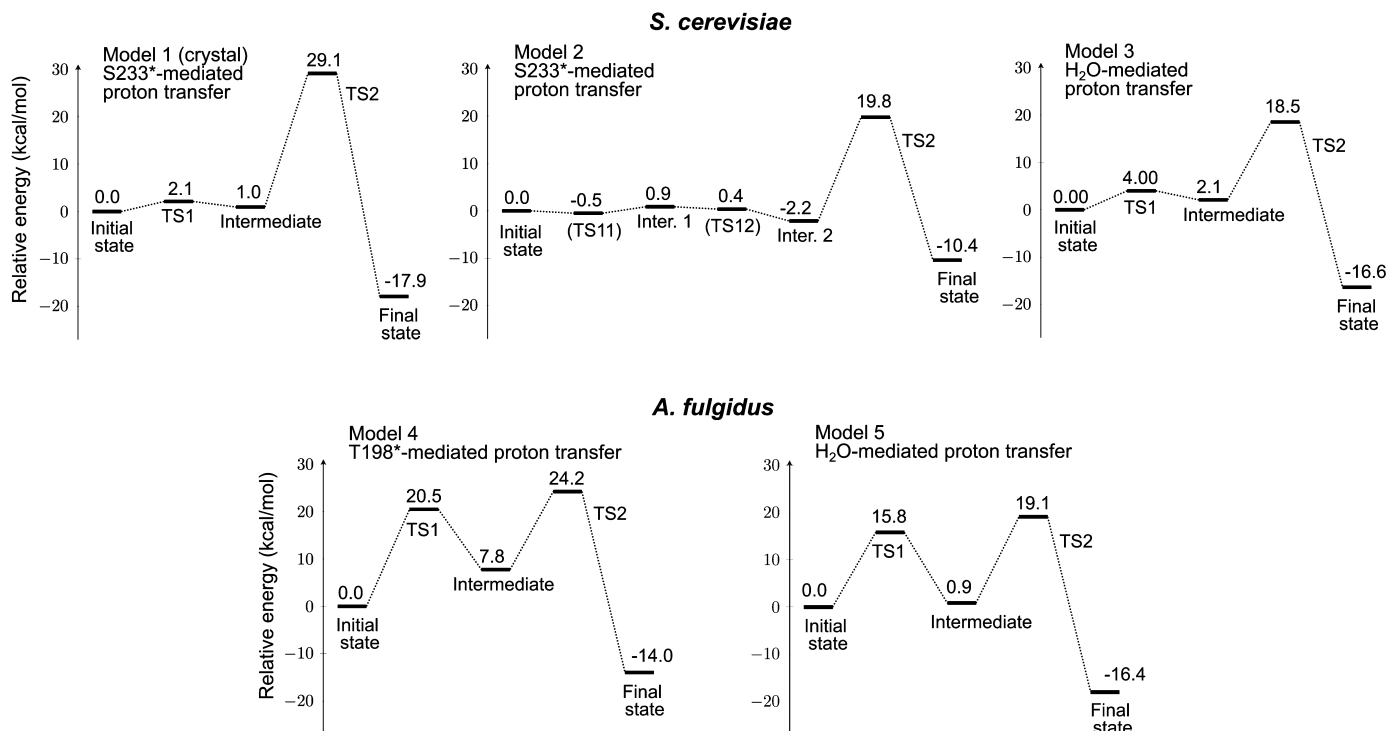 S. cerevisiae
Model 1 (crystal)
S233*-mediated
proton transfer
Relative energy (kcal/mol)
30
20
10
0
−10
−20
0.0
Initial
state
2.1
TS1
1.0
Intermediate
29.1
TS2
-17.9
Final
state
Model 2
S233*-mediated
proton transfer
30
20
10
0
−10
−20
0.0
Initial
state
-0.5
(TS11)
0.9
Inter. 1
0.4
(TS12)
-2.2
Inter. 2
19.8
TS2
-10.4
Final
state
Model 3
H₂O-mediated
proton transfer
30
20
10
0
−10
−20
0.00
Initial
state
4.00
TS1
2.1
Intermediate
18.5
TS2
-16.6
Final
state
A. fulgidus
Model 4
T198*-mediated proton transfer
Relative energy (kcal/mol)
30
20
10
0
−10
−20
0.0
Initial
state
20.5
TS1
7.8
Intermediate
24.2
TS2
-14.0
Final
state
Model 5
H₂O-mediated proton transfer
30
20
10
0
−10
−20
0.0
Initial
state
15.8
TS1
0.9
Intermediate
19.1
TS2
-16.4
Final
state